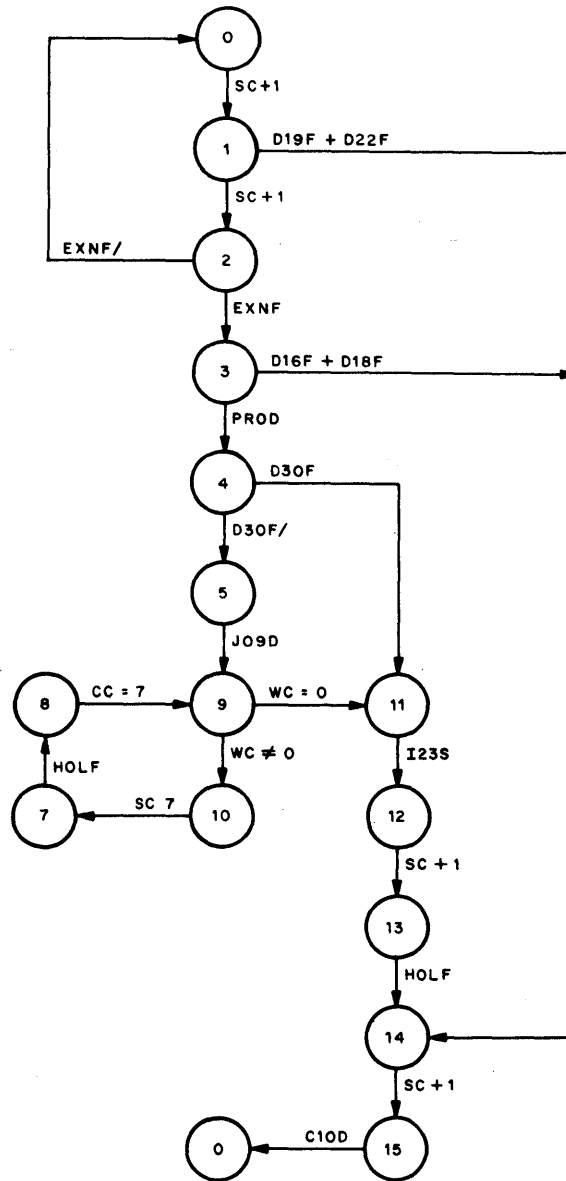 0
SC+1
1
D19F + D22F
SC+1
2
EXNF/
EXNF
3
D16F + D18F
PROD
4
D30F
D30F/
5
J09D
8
CC = 7
9
WC = 0
11
HOLF
WC ≠ 0
I23S
7
SC 7
10
12
SC + 1
13
HOLF
14
SC + 1
0
C10D
15